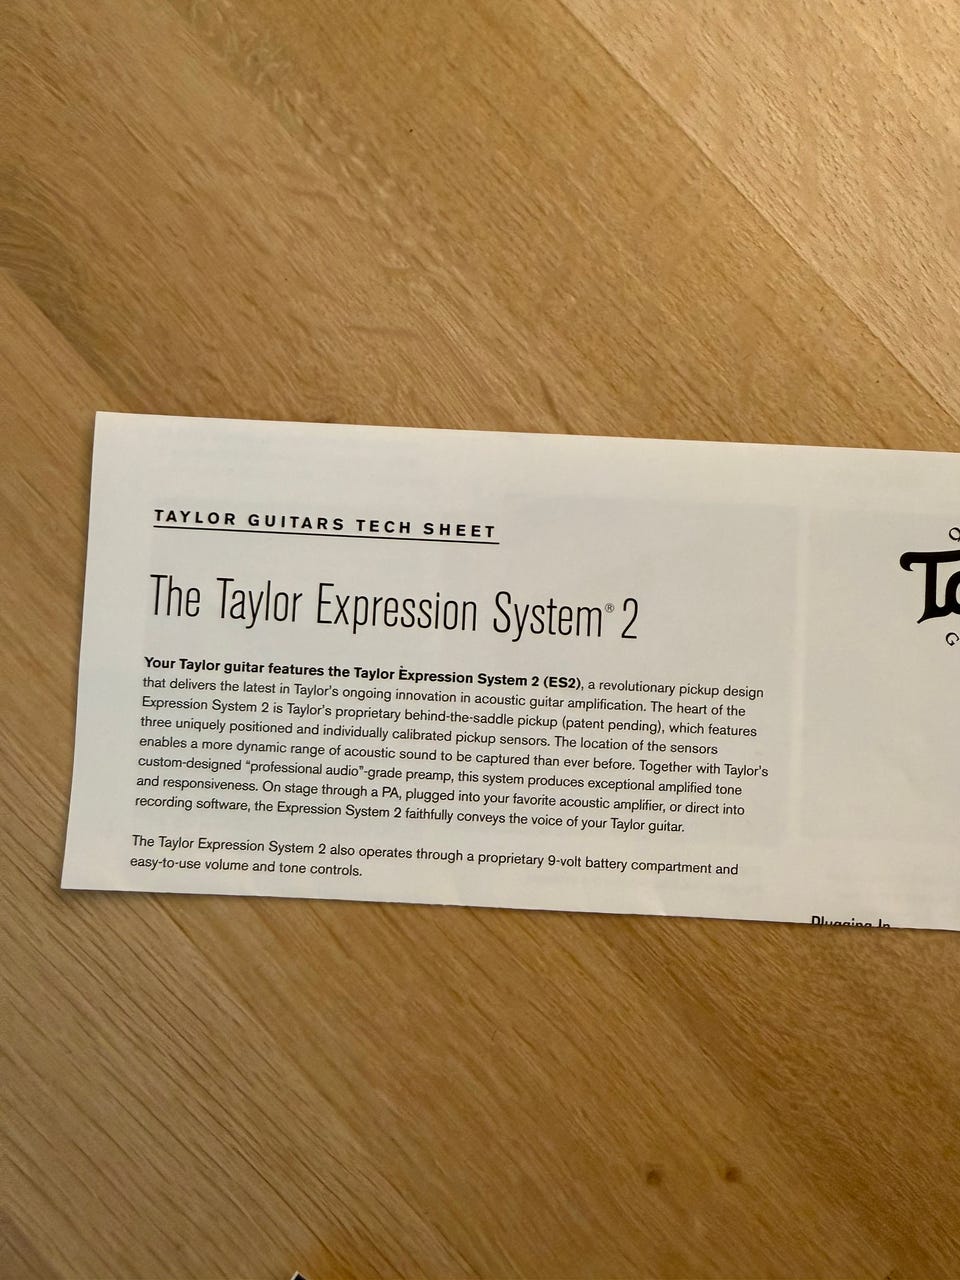 TAYLOR GUITARS TECH SHEET
The Taylor Expression System® 2
Your Taylor guitar features the Taylor Expression System 2 (ES2), a revolutionary pickup design
that delivers the latest in Taylor's ongoing innovation in acoustic guitar amplification. The heart of the
Expression System 2 is Taylor's proprietary behind-the-saddle pickup (patent pending), which features
three uniquely positioned and individually calibrated pickup sensors. The location of the sensors
enables a more dynamic range of acoustic sound to be captured than ever before. Together with Taylor's
custom-designed “professional audio”-grade preamp, this system produces exceptional amplified tone
and responsiveness. On stage through a PA, plugged into your favorite acoustic amplifier, or direct into
recording software, the Expression System 2 faithfully conveys the voice of your Taylor guitar.
The Taylor Expression System 2 also operates through a proprietary 9-volt battery compartment and
easy-to-use volume and tone controls.
Plugging In